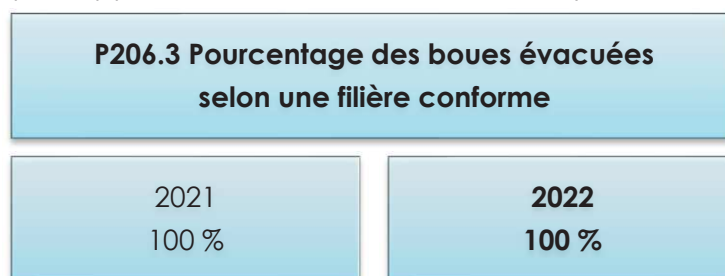 P206.3 Pourcentage des boues évacuées
selon une filière conforme
2021
100 %
2022
100 %